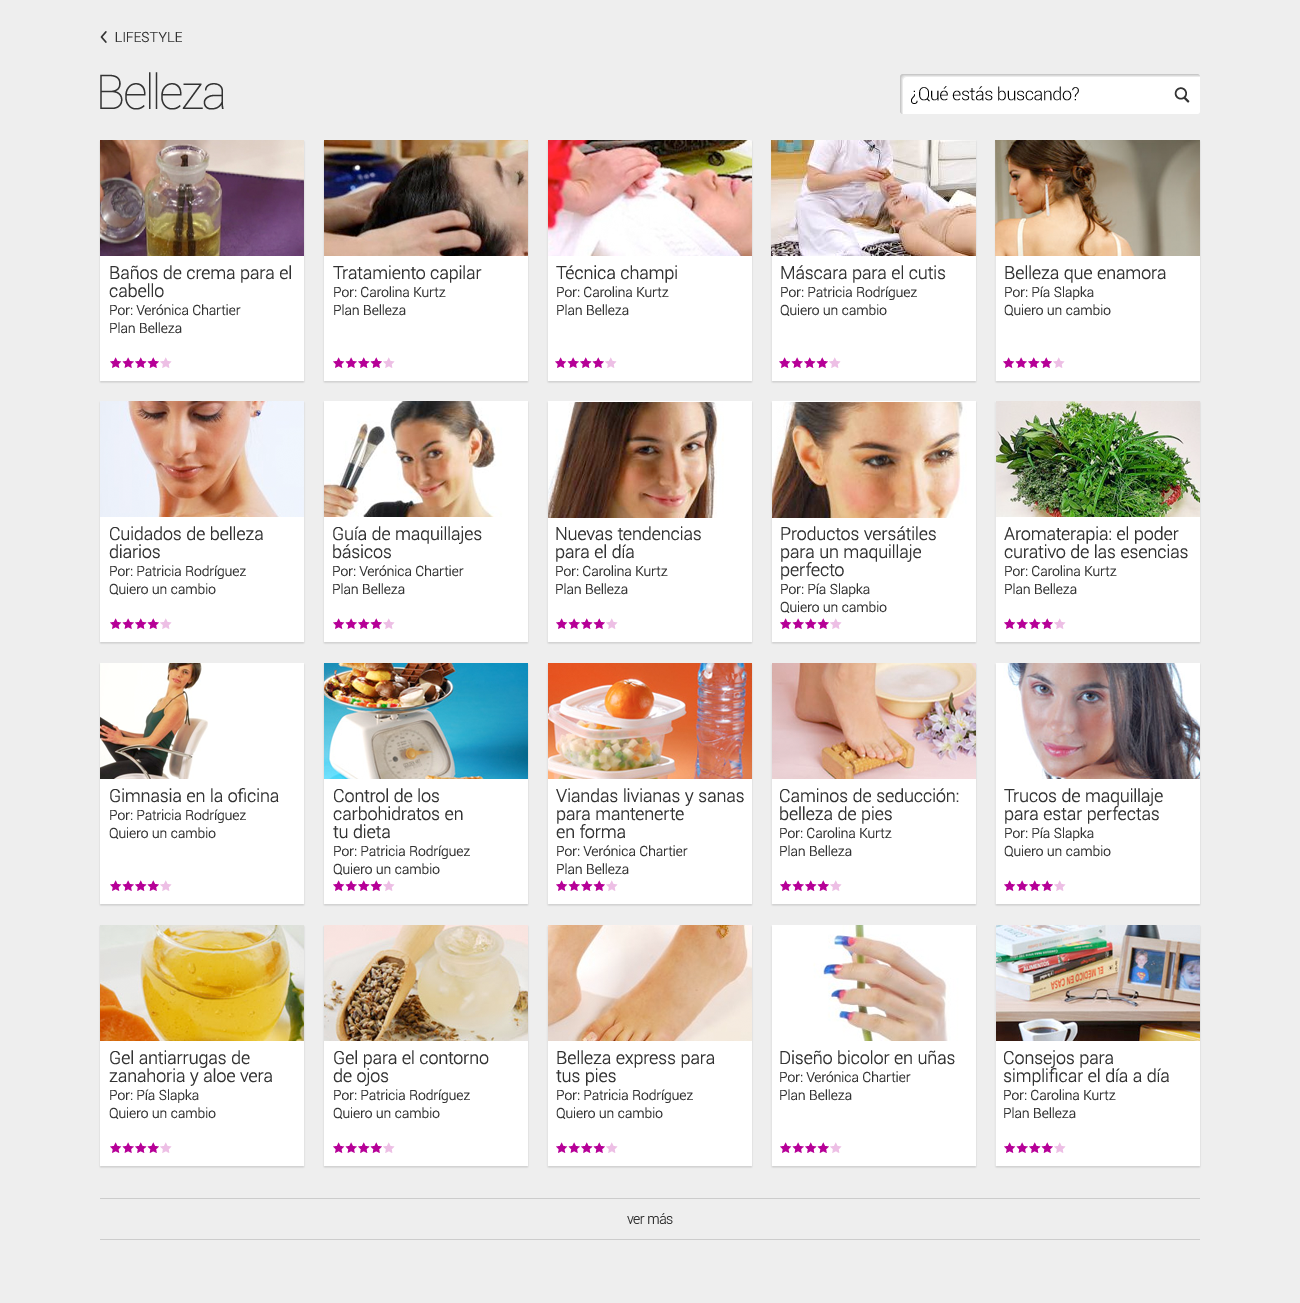 LIFESTYLE
Belleza
¿Qué estás buscando?
Baños de crema para el
cabello
Por: Verónica Chartier
Plan Belleza
Tratamiento capilar
Por: Carolina Kurtz
Plan Belleza
Técnica champi
Por: Carolina Kurtz
Plan Belleza
Máscara para el cutis
Por: Patricia Rodríguez
Quiero un cambio
Belleza que enamora
Por: Pía Slapka
Quiero un cambio
Cuidados de belleza
diarios
Por: Patricia Rodríguez
Quiero un cambio
Guía de maquillajes
básicos
Por: Verónica Chartier
Plan Belleza
Nuevas tendencias
para el día
Por: Carolina Kurtz
Plan Belleza
Productos versátiles
para un maquillaje
perfecto
Por: Pía Slapka
Quiero un cambio
Aromaterapia: el poder
curativo de las esencias
Por: Carolina Kurtz
Plan Belleza
Gimnasia en la oficina
Por: Patricia Rodríguez
Quiero un cambio
Control de los
carbohidratos en
tu dieta
Por: Patricia Rodríguez
Quiero un cambio
Viandas livianas y sanas
para mantenerte
en forma
Por: Verónica Chartier
Plan Belleza
Caminos de seducción:
belleza de pies
Por: Carolina Kurtz
Plan Belleza
Trucos de maquillaje
para estar perfectas
Por: Pía Slapka
Quiero un cambio
Gel antiarrugas de
zanahoria y aloe vera
Por: Pía Slapka
Quiero un cambio
Gel para el contorno
de ojos
Por: Patricia Rodríguez
Quiero un cambio
Belleza express para
tus pies
Por: Patricia Rodríguez
Quiero un cambio
Diseño bicolor en uñas
Por: Verónica Chartier
Plan Belleza
ALIMENTOS
EL MEDICO EN CASA
Consejos para
simplificar el día a día
Por: Carolina Kurtz
Plan Belleza
ver más